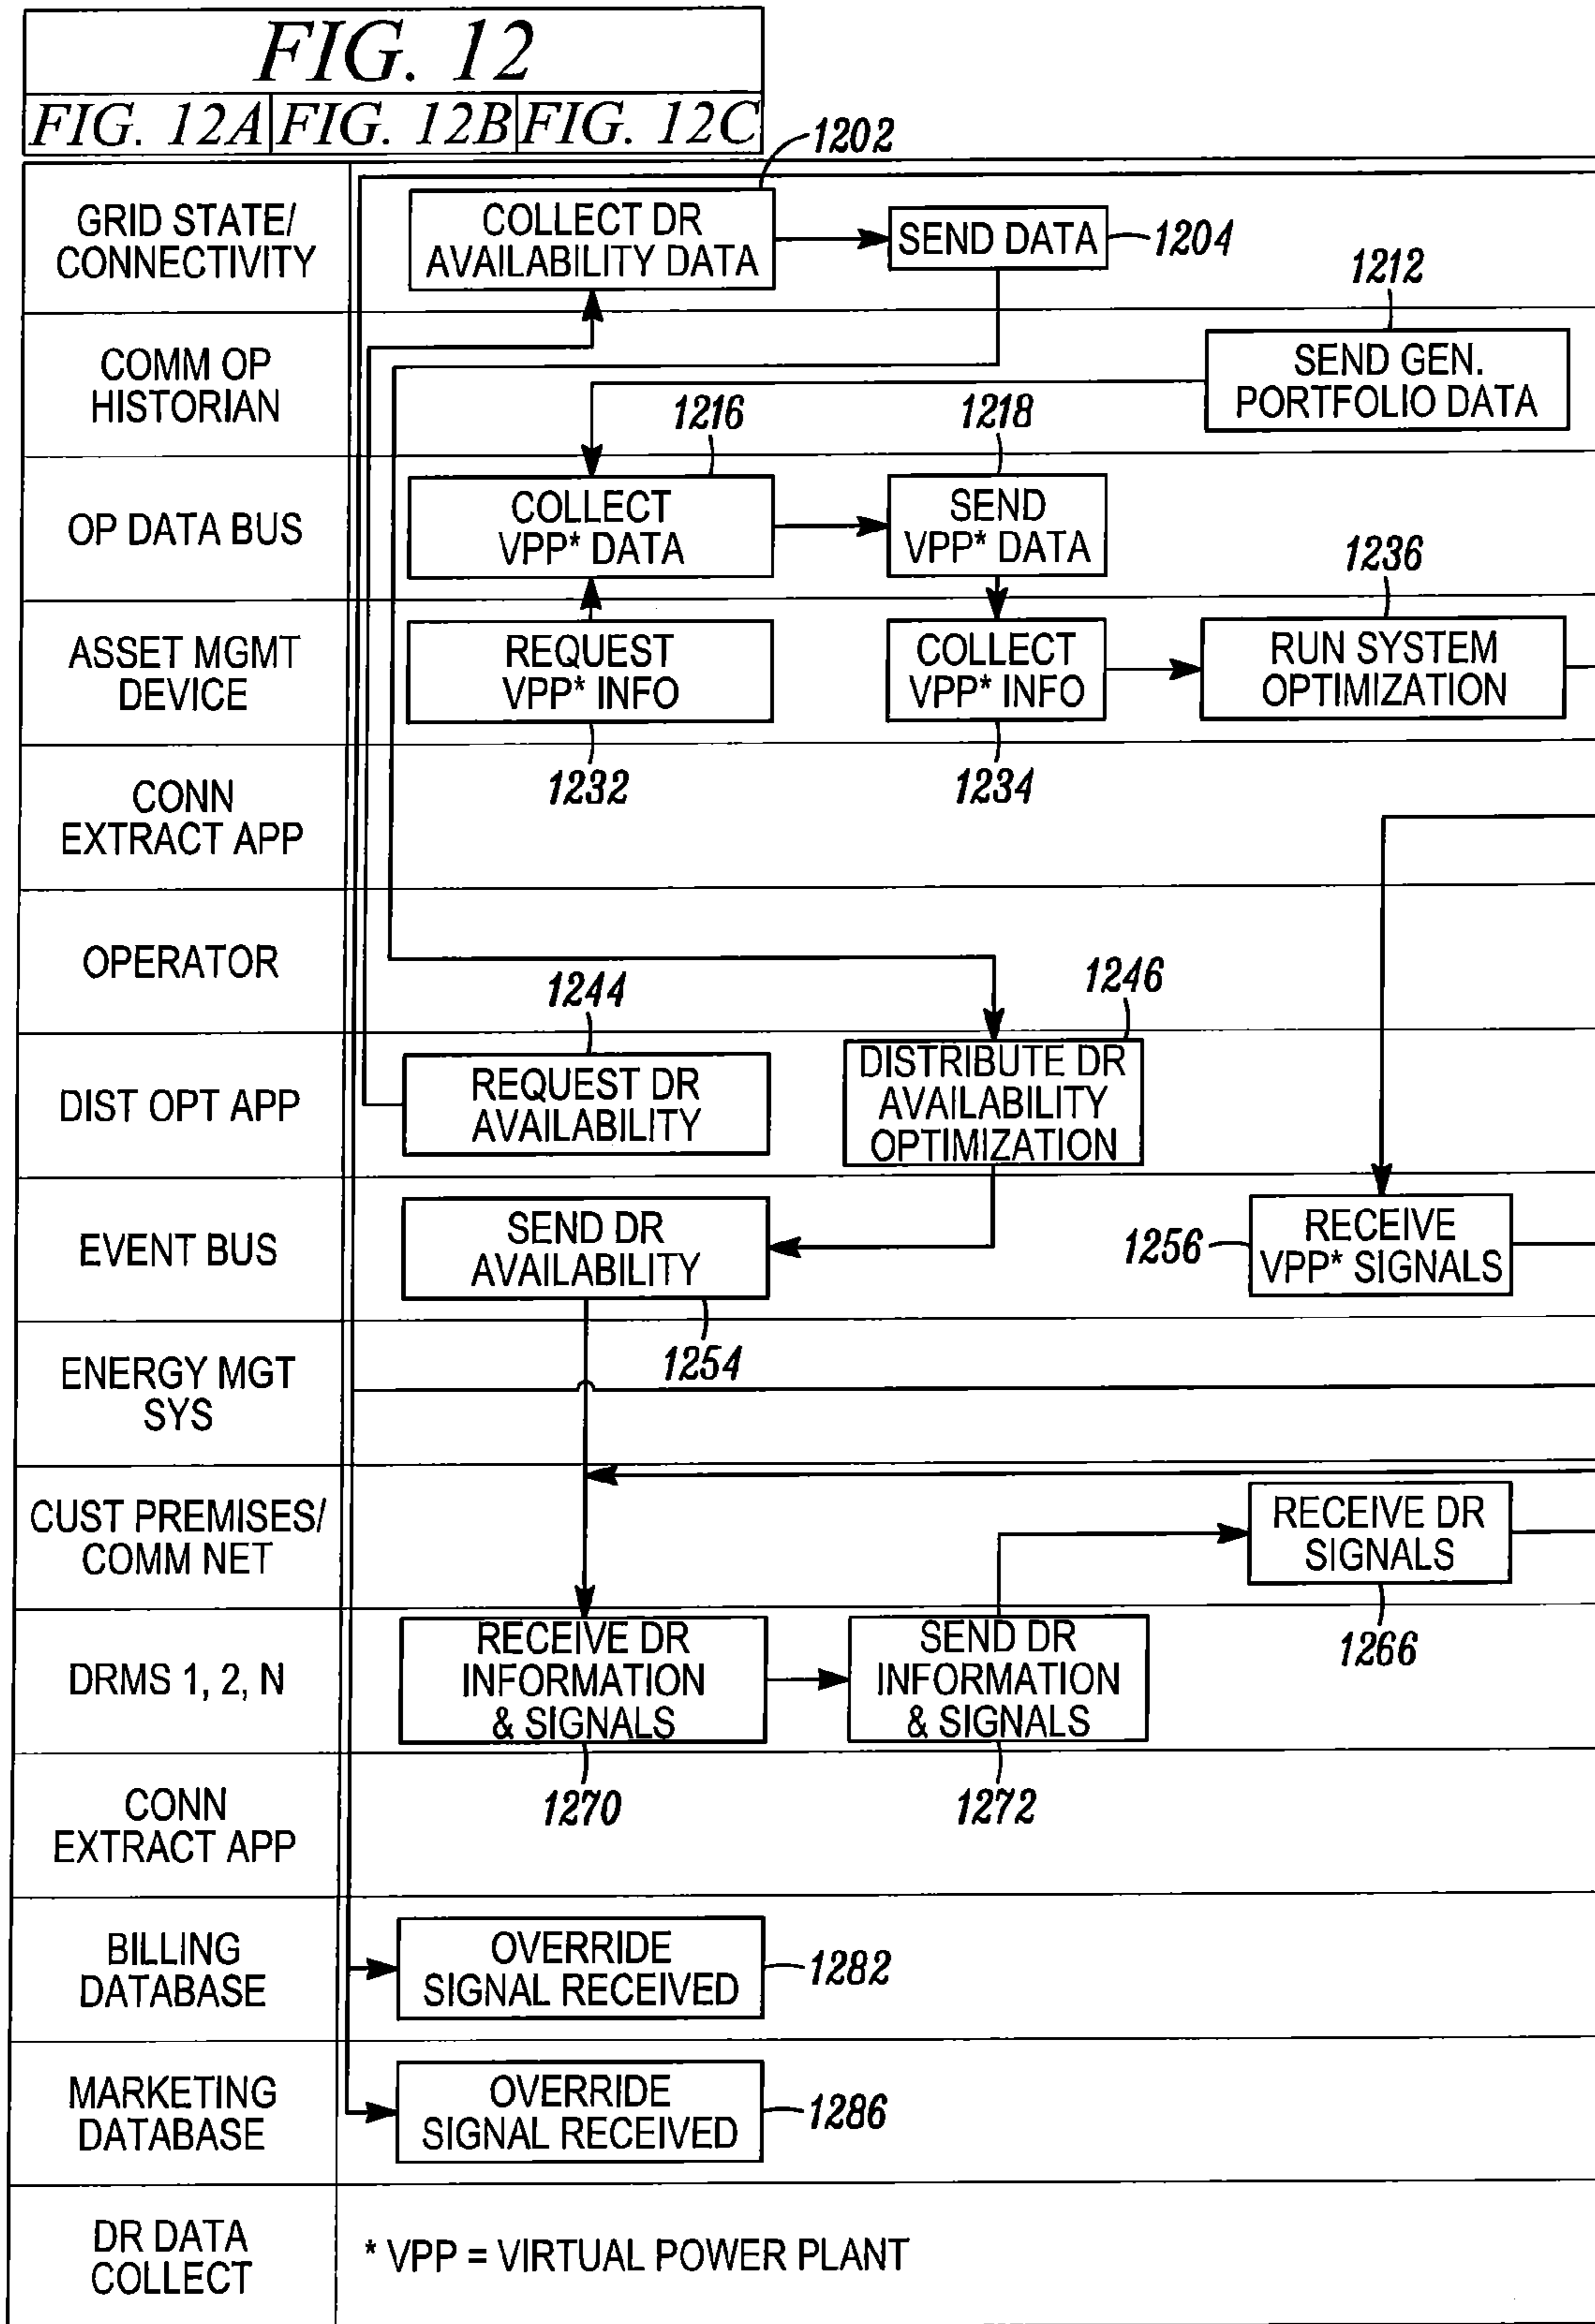 FIG. 12
FIG. 12A FIG. 12B FIG. 12C
1202
GRID STATE/
CONNECTIVITY
COLLECT DR
AVAILABILITY DATA
SEND DATA
1204
1212
COMM OP
HISTORIAN
SEND GEN.
PORTFOLIO DATA
1216
1218
OP DATA BUS
COLLECT
VPP* DATA
SEND
VPP* DATA
1236
ASSET MGMT
DEVICE
REQUEST
VPP* INFO
COLLECT
VPP* INFO
RUN SYSTEM
OPTIMIZATION
1232
1234
CONN
EXTRACT APP
OPERATOR
1244
1246
DIST OPT APP
REQUEST DR
AVAILABILITY
DISTRIBUTE DR
AVAILABILITY
OPTIMIZATION
EVENT BUS
SEND DR
AVAILABILITY
1256
RECEIVE
VPP* SIGNALS
1254
ENERGY MGT
SYS
CUST PREMISES/
COMM NET
RECEIVE DR
SIGNALS
1266
DRMS 1, 2, N
RECEIVE DR
INFORMATION
& SIGNALS
SEND DR
INFORMATION
& SIGNALS
1270
1272
CONN
EXTRACT APP
BILLING
DATABASE
OVERRIDE
SIGNAL RECEIVED
1282
MARKETING
DATABASE
OVERRIDE
SIGNAL RECEIVED
1286
DR DATA
COLLECT
* VPP = VIRTUAL POWER PLANT